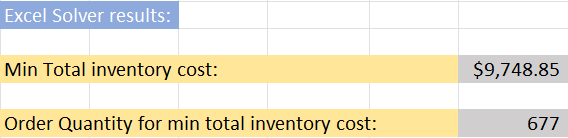 Excel Solver results:
Min Total inventory cost: $9,748.85
Order Quantity for min total inventory cost: 677